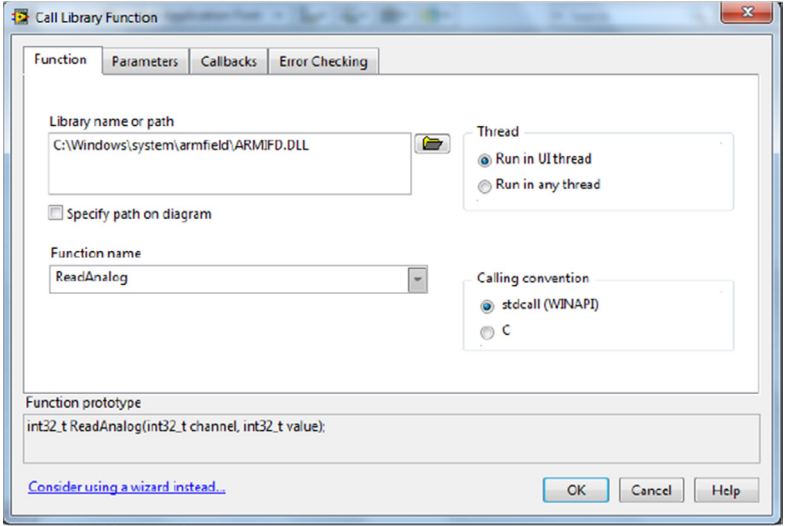 Call Library Function
Function
Parameters
Callbacks
Error Checking
Library name or path
C:\Windows\system\armfield\ARMIFD.DLL
Specify path on diagram
Function name
ReadAnalog
Thread
Run in UI thread
Run in any thread
Calling convention
stdcall (WINAPI)
C
Function prototype
int32_t ReadAnalog(int32_t channel, int32_t value);
Consider using a wizard instead...
OK
Cancel
Help